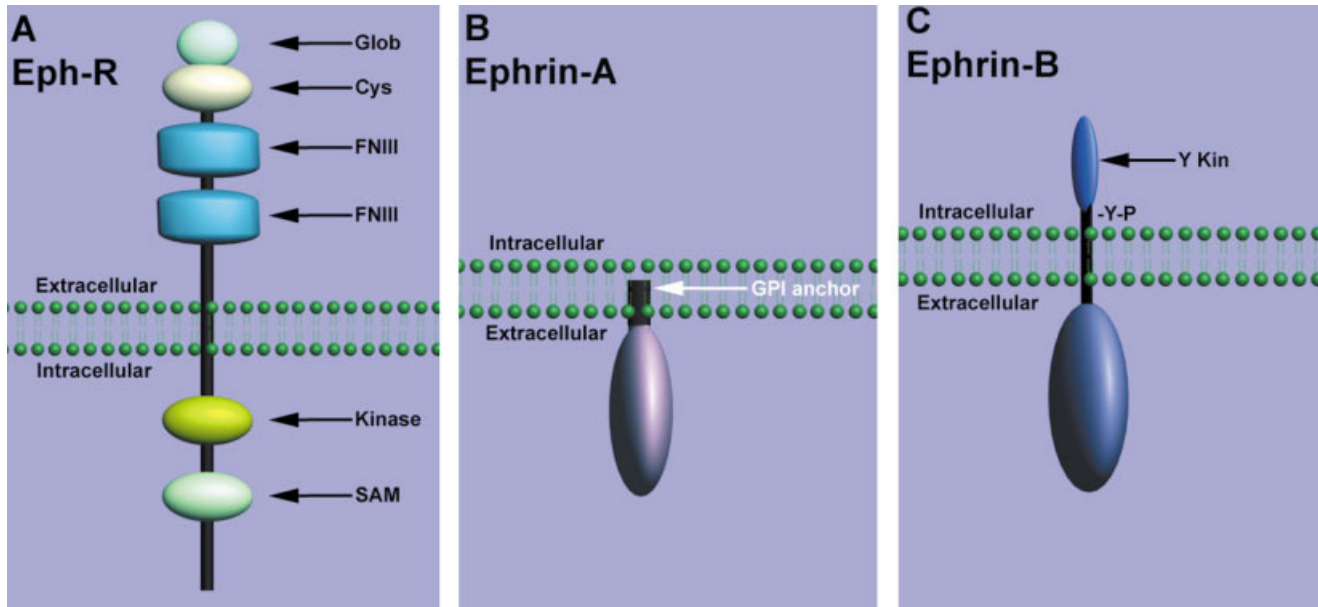 A
Eph-R
Glob
Cys
FNIII
FNIII
Extracellular
Intracellular
Kinase
SAM
B
Ephrin-A
Intracellular
GPI anchor
Extracellular
C
Ephrin-B
Y Kin
Intracellular
-Y-P
Extracellular